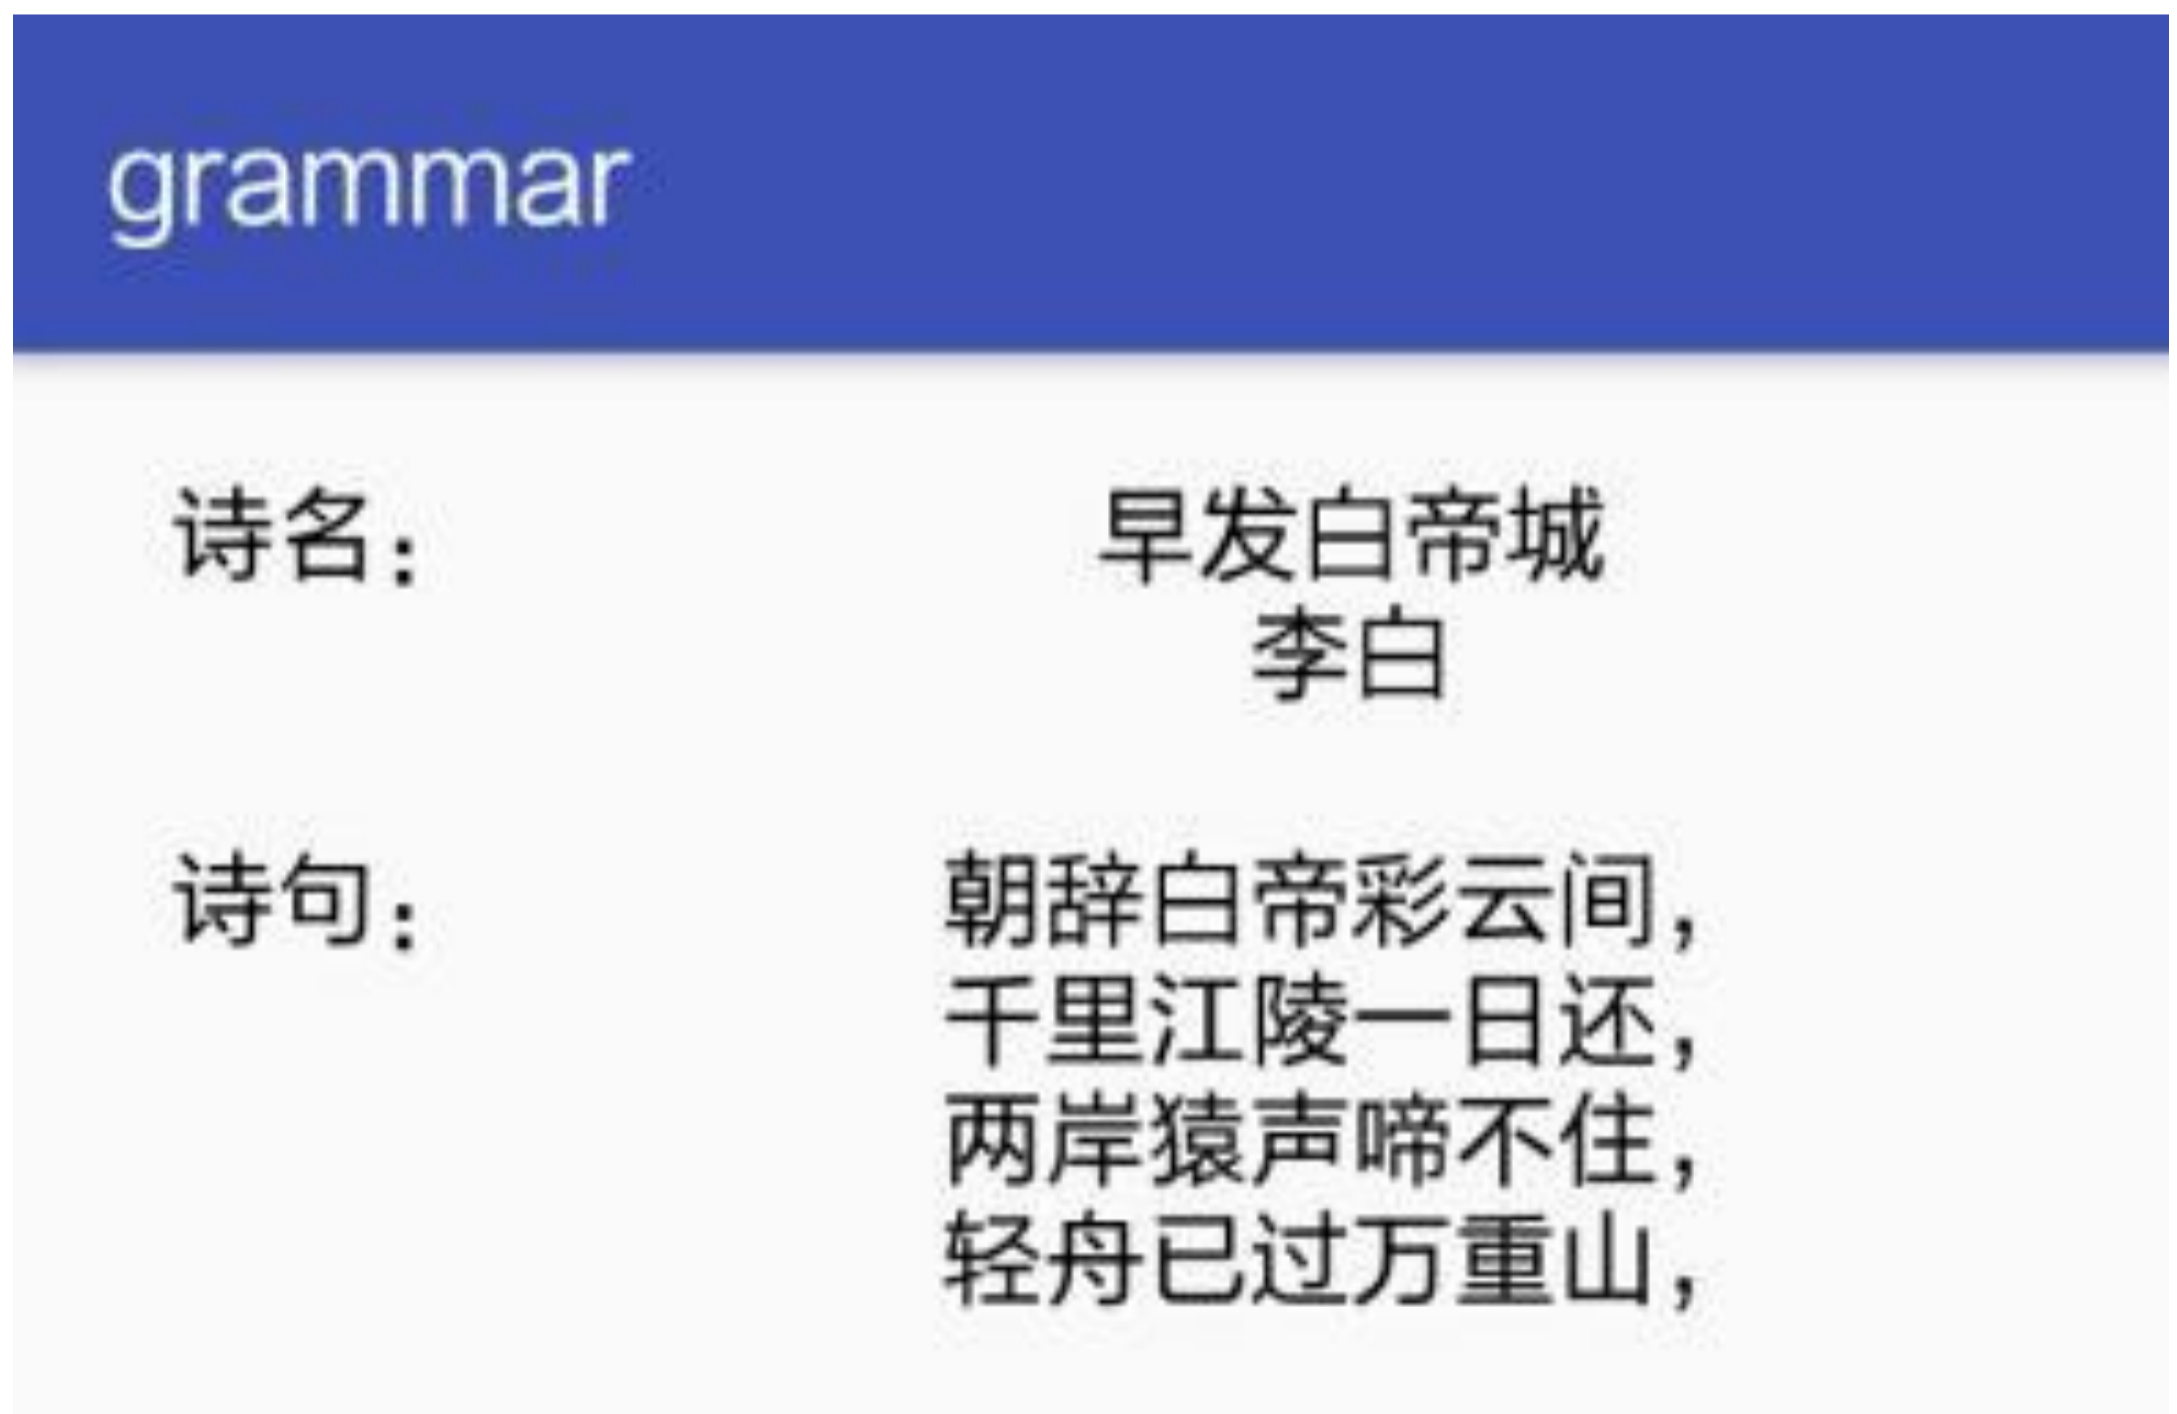 grammar
诗名： 早发白帝城
李白
诗句： 朝辞白帝彩云间，
千里江陵一日还，
两岸猿声啼不住，
轻舟已过万重山，